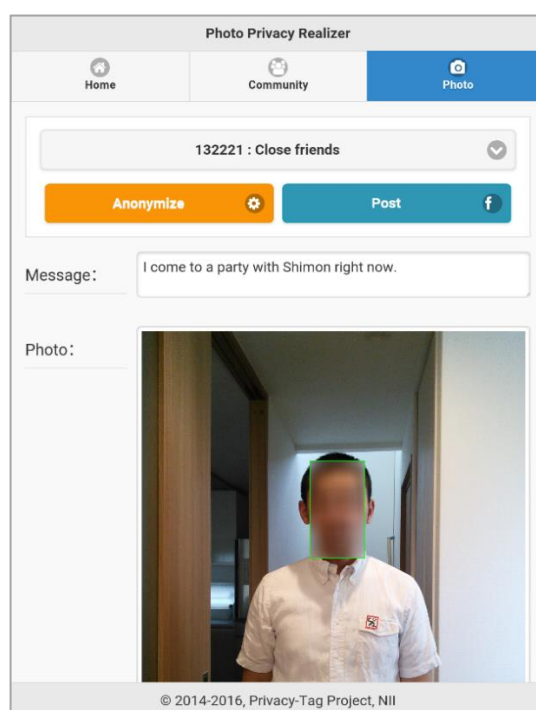 Photo Privacy Realizer
Home
Community
Photo
132221 : Close friends
Anonymize
Post
Message:
I come to a party with Shimon right now.
Photo:
© 2014-2016, Privacy-Tag Project, NII